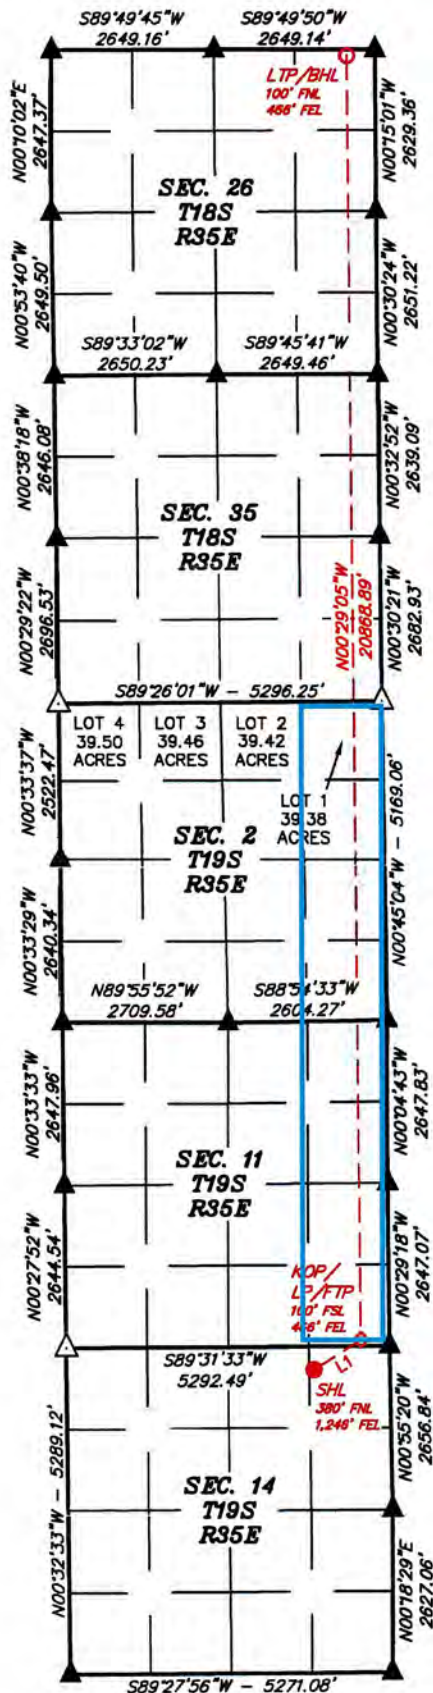 S89°49'45"W
2649.16'
S89°49'50"W
2649.14'
LTP/BHL
100' FNL
466' FEL
N00°10'02"E
2647.37'
N00°15'01"W
2629.36'
SEC. 26
T18S
R35E
N00°53'40"W
2649.50'
N00°30'24"W
2651.22'
S89°33'02"W
2650.23'
S89°45'41"W
2649.46'
N00°38'18"W
2646.08'
N00°32'52"W
2639.09'
SEC. 35
T18S
R35E
N00°29'22"W
2696.53'
N00°29'05"W
20868.89'
N00°30'21"W
2682.93'
S89°26'01"W - 5296.25'
LOT 4
39.50
ACRES
LOT 3
39.46
ACRES
LOT 2
39.42
ACRES
LOT 1
39.38
ACRES
N00°33'37"W
2522.47'
N00°45'04"W - 5169.06'
SEC. 2
T19S
R35E
N00°33'29"W
2640.34'
N89°55'52"W
2709.58'
S88°54'33"W
2604.27'
N00°33'33"W
2647.96'
N00°04'43"W
2647.83'
SEC. 11
T19S
R35E
N00°27'52"W
2644.54'
N00°29'18"W
2647.07'
KOP/
LP/FTP
100' FSL
466' FEL
S89°31'33"W
5292.49'
L1
SHL
380' FNL
1,246' FEL
N00°55'20"W
2656.84'
N00°32'33"W - 5289.12'
SEC. 14
T19S
R35E
N00°18'29"E
2627.06'
S89°27'56"W - 5271.08'